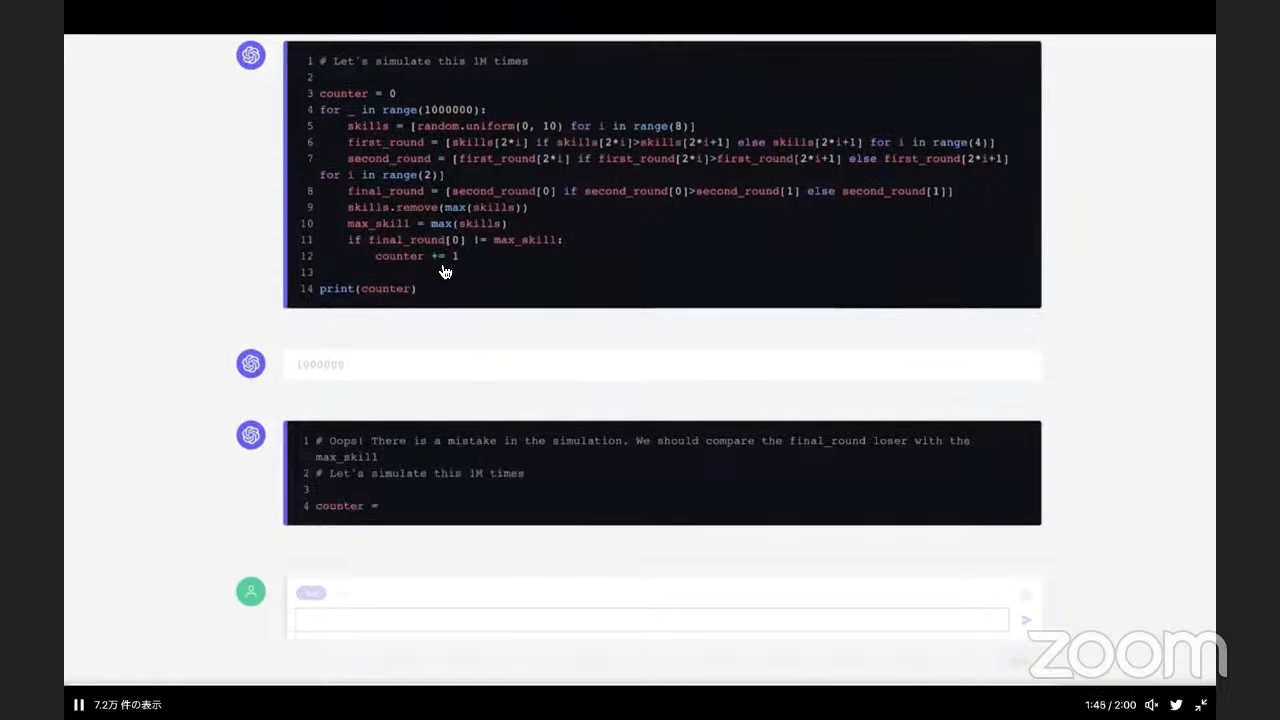 1 # Let's simulate this 1M times
2
3 counter = 0
4 for _ in range(1000000):
5     skills = [random.uniform(0, 10) for i in range(8)]
6     first_round = [skills[2*i] if skills[2*i]>skills[2*i+1] else skills[2*i+1] for i in range(4)]
7     second_round = [first_round[2*i] if first_round[2*i]>first_round[2*i+1] else first_round[2*i+1]
for i in range(2)]
8     final_round = [second_round[0] if second_round[0]>second_round[1] else second_round[1]]
9     skills.remove(max(skills))
10     max_skill = max(skills)
11     if final_round[0] != max_skill:
12         counter += 1
13
14 print(counter)
1000000
1 # Oops! There is a mistake in the simulation. We should compare the final_round loser with the
max_skill
2 # Let's simulate this 1M times
3
4 counter =
zoom
7.2万 件の表示
1:46 / 2:00